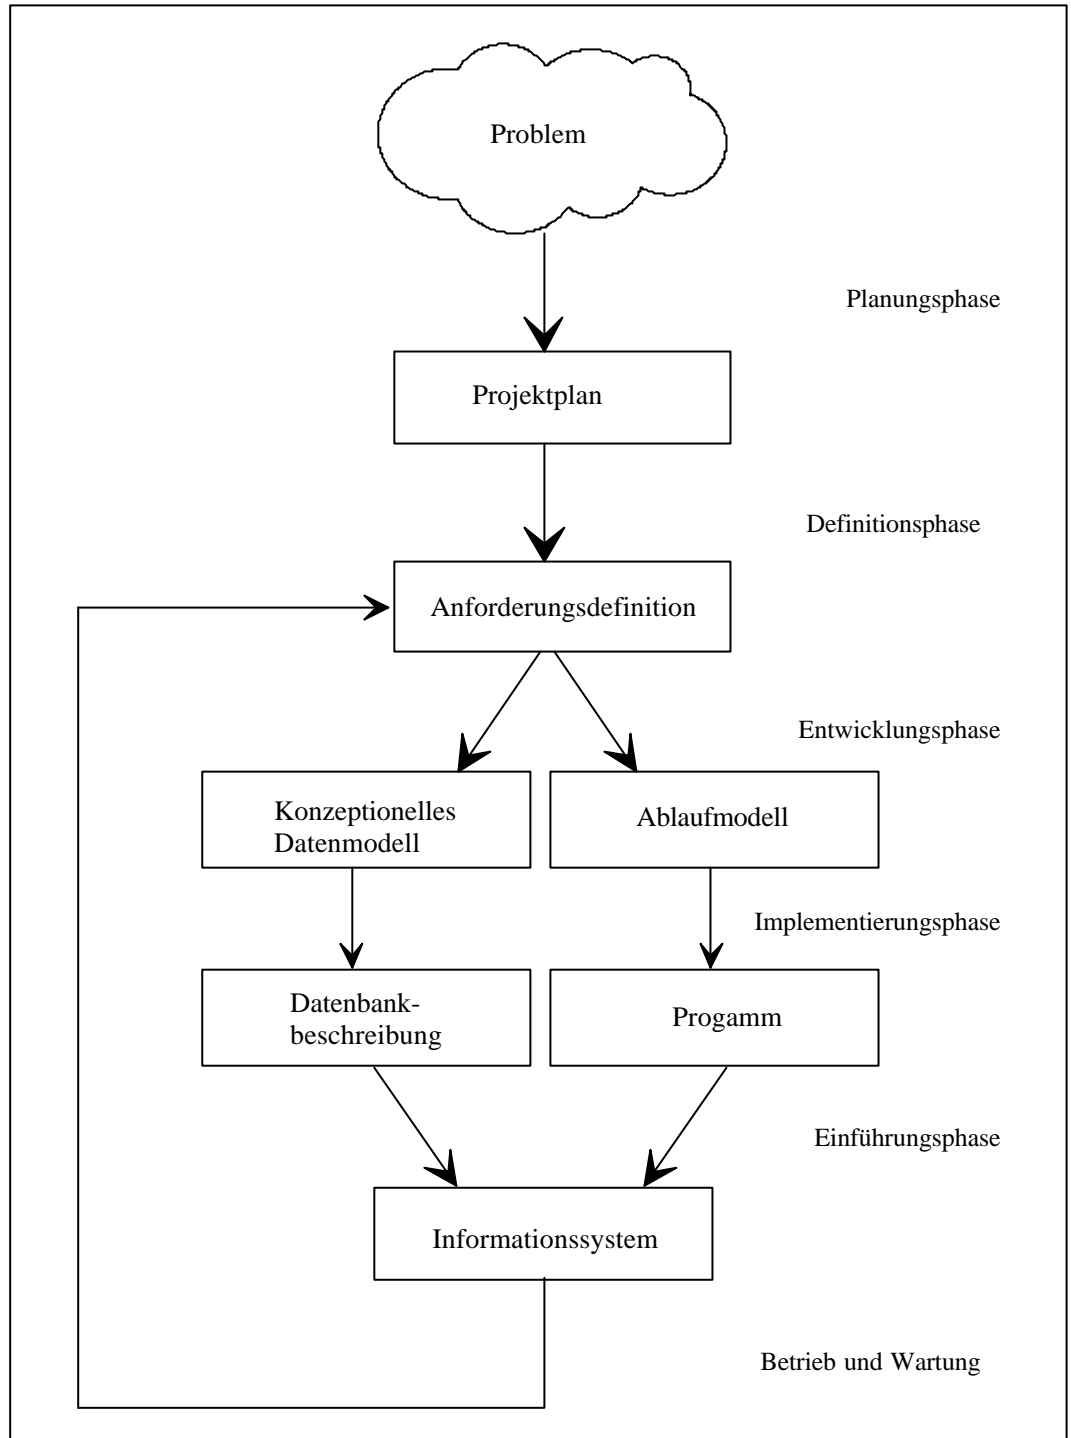 Problem
Planungsphase
Projektplan
Definitionsphase
Anforderungsdefinition
Entwicklungsphase
Konzeptionelles
Datenmodell
Ablaufmodell
Implementierungsphase
Datenbank-
beschreibung
Progamm
Einführungsphase
Informationssystem
Betrieb und Wartung